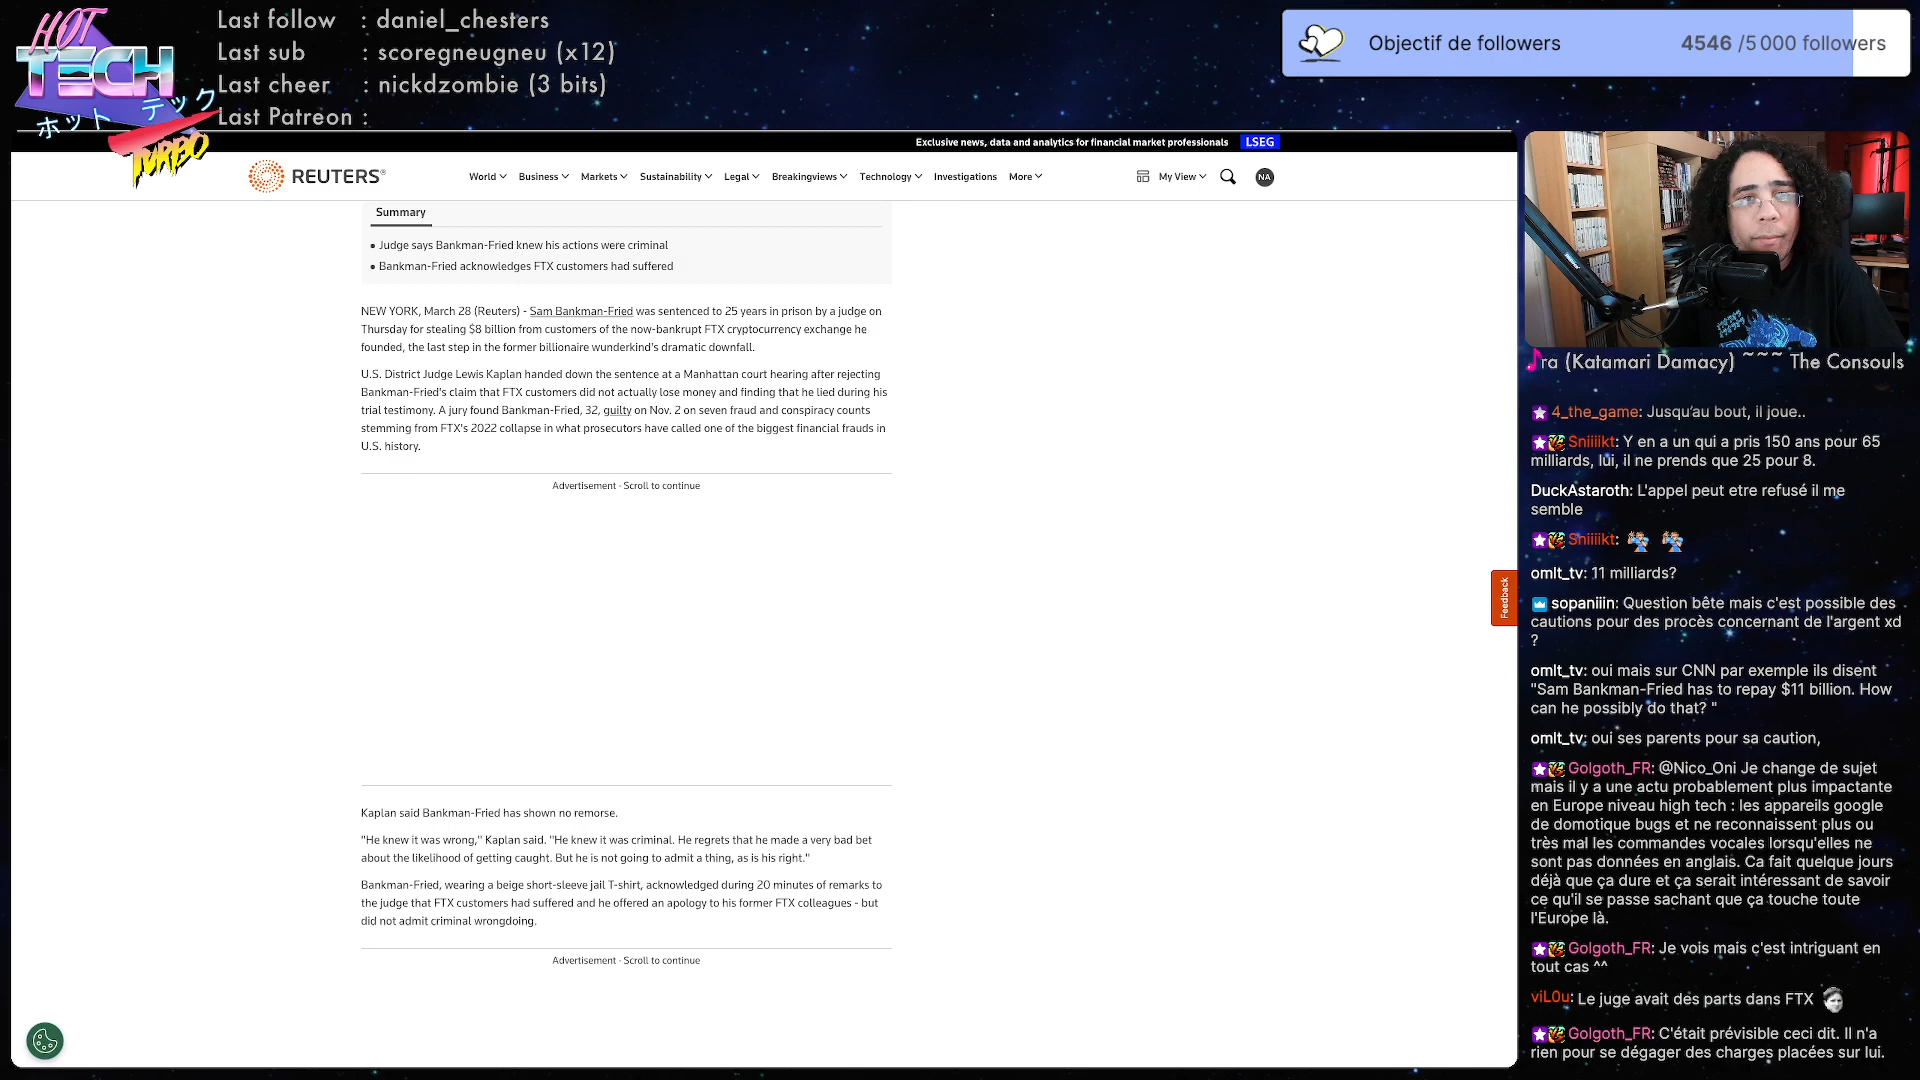 HOT
TECH
ホット テック
TURBO
Last follow : daniel_chesters
Last sub : scoregneugneu (x12)
Last cheer : nickdzombie (3 bits)
Last Patreon :
Objectif de followers 4546 /5 000 followers
Exclusive news, data and analytics for financial market professionals LSEG
REUTERS®
World Business Markets Sustainability Legal Breakingviews Technology Investigations More
My View NA
Summary
• Judge says Bankman-Fried knew his actions were criminal
• Bankman-Fried acknowledges FTX customers had suffered
NEW YORK, March 28 (Reuters) - Sam Bankman-Fried was sentenced to 25 years in prison by a judge on
Thursday for stealing $8 billion from customers of the now-bankrupt FTX cryptocurrency exchange he
founded, the last step in the former billionaire wunderkind's dramatic downfall.
U.S. District Judge Lewis Kaplan handed down the sentence at a Manhattan court hearing after rejecting
Bankman-Fried's claim that FTX customers did not actually lose money and finding that he lied during his
trial testimony. A jury found Bankman-Fried, 32, guilty on Nov. 2 on seven fraud and conspiracy counts
stemming from FTX's 2022 collapse in what prosecutors have called one of the biggest financial frauds in
U.S. history.
Advertisement · Scroll to continue
Kaplan said Bankman-Fried has shown no remorse.
"He knew it was wrong," Kaplan said. "He knew it was criminal. He regrets that he made a very bad bet
about the likelihood of getting caught. But he is not going to admit a thing, as is his right."
Bankman-Fried, wearing a beige short-sleeve jail T-shirt, acknowledged during 20 minutes of remarks to
the judge that FTX customers had suffered and he offered an apology to his former FTX colleagues - but
did not admit criminal wrongdoing.
Advertisement · Scroll to continue
Feedback
ra (Katamari Damacy) ~~~ The Consouls
4_the_game: Jusqu'au bout, il joue..
Sniiiikt: Y en a un qui a pris 150 ans pour 65
milliards, lui, il ne prends que 25 pour 8.
DuckAstaroth: L'appel peut etre refusé il me
semble
Sniiiikt:
omlt_tv: 11 milliards?
sopaniiin: Question bête mais c'est possible des
cautions pour des procès concernant de l'argent xd
?
omlt_tv: oui mais sur CNN par exemple ils disent
"Sam Bankman-Fried has to repay $11 billion. How
can he possibly do that? "
omlt_tv: oui ses parents pour sa caution,
Golgoth_FR: @Nico_Oni Je change de sujet
mais il y a une actu probablement plus impactante
en Europe niveau high tech : les appareils google
de domotique bugs et ne reconnaissent plus ou
très mal les commandes vocales lorsqu'elles ne
sont pas données en anglais. Ca fait quelque jours
déjà que ça dure et ça serait intéressant de savoir
ce qu'il se passe sachant que ça touche toute
l'Europe là.
Golgoth_FR: Je vois mais c'est intriguant en
tout cas ^^
viL0u: Le juge avait des parts dans FTX
Golgoth_FR: C'était prévisible ceci dit. Il n'a
rien pour se dégager des charges placées sur lui.